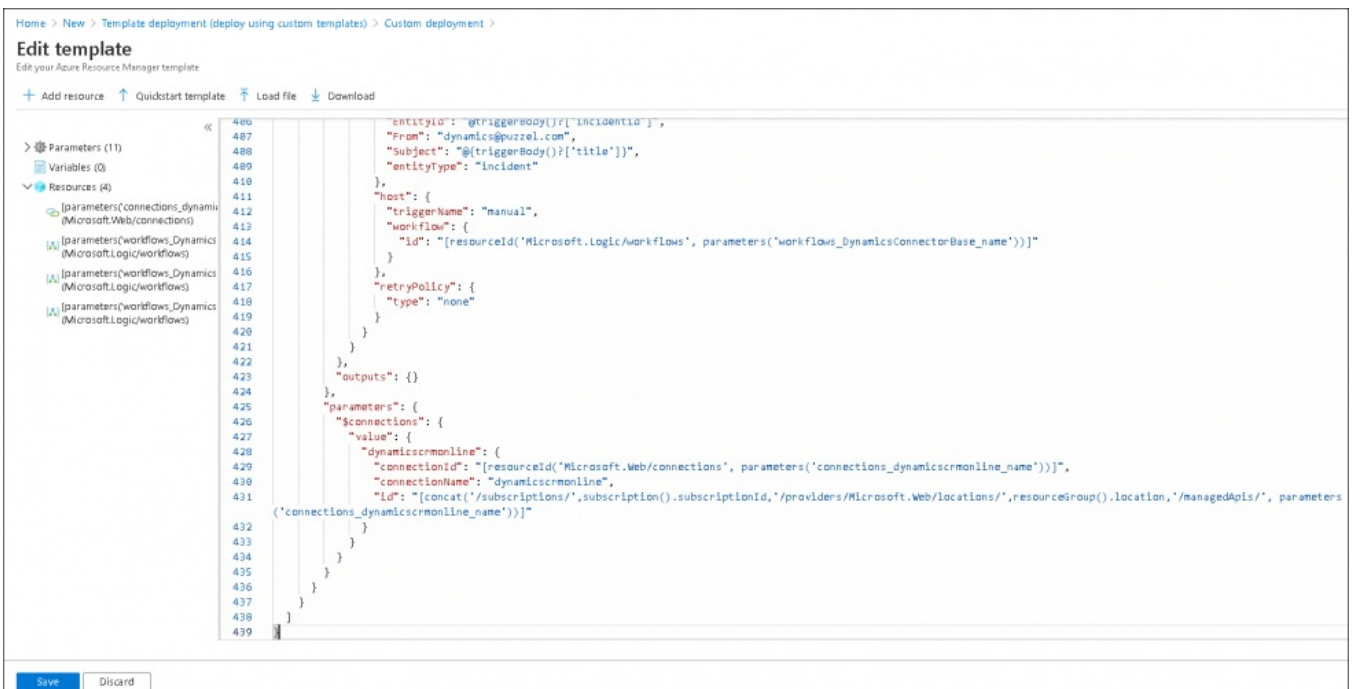 Home > New > Template deployment (deploy using custom templates) > Custom deployment >
Edit template
Edit your Azure Resource Manager template
Add resource Quickstart template Load file Download
«
Parameters (11)
Variables (0)
Resources (4)
[parameters('connections_dynamic
(Microsoft.Web/connections)
[parameters('workflows_Dynamics
(Microsoft.Logic/workflows)
[parameters('workflows_Dynamics
(Microsoft.Logic/workflows)
[parameters('workflows_Dynamics
(Microsoft.Logic/workflows)
406 "EntityId": "@triggerBody()?['incidentid']",
407 "From": "dynamics@puzzel.com",
408 "Subject": "@{triggerBody()?['title']}",
409 "entityType": "incident"
410 },
411 "host": {
412 "triggerName": "manual",
413 "workflow": {
414 "id": "[resourceId('Microsoft.Logic/workflows', parameters('workflows_DynamicsConnectorBase_name'))]"
415 }
416 },
417 "retryPolicy": {
418 "type": "none"
419 }
420 }
421 }
422 },
423 "outputs": {}
424 },
425 "parameters": {
426 "$connections": {
427 "value": {
428 "dynamicscrmonline": {
429 "connectionId": "[resourceId('Microsoft.Web/connections', parameters('connections_dynamicscrmonline_name'))]",
430 "connectionName": "dynamicscrmonline",
431 "id": "[concat('/subscriptions/',subscription().subscriptionId,'/providers/Microsoft.Web/locations/',resourceGroup().location,'/managedApis/', parameters
('connections_dynamicscrmonline_name'))]"
432 }
433 }
434 }
435 }
436 }
437 }
438 ]
439 }
Save Discard